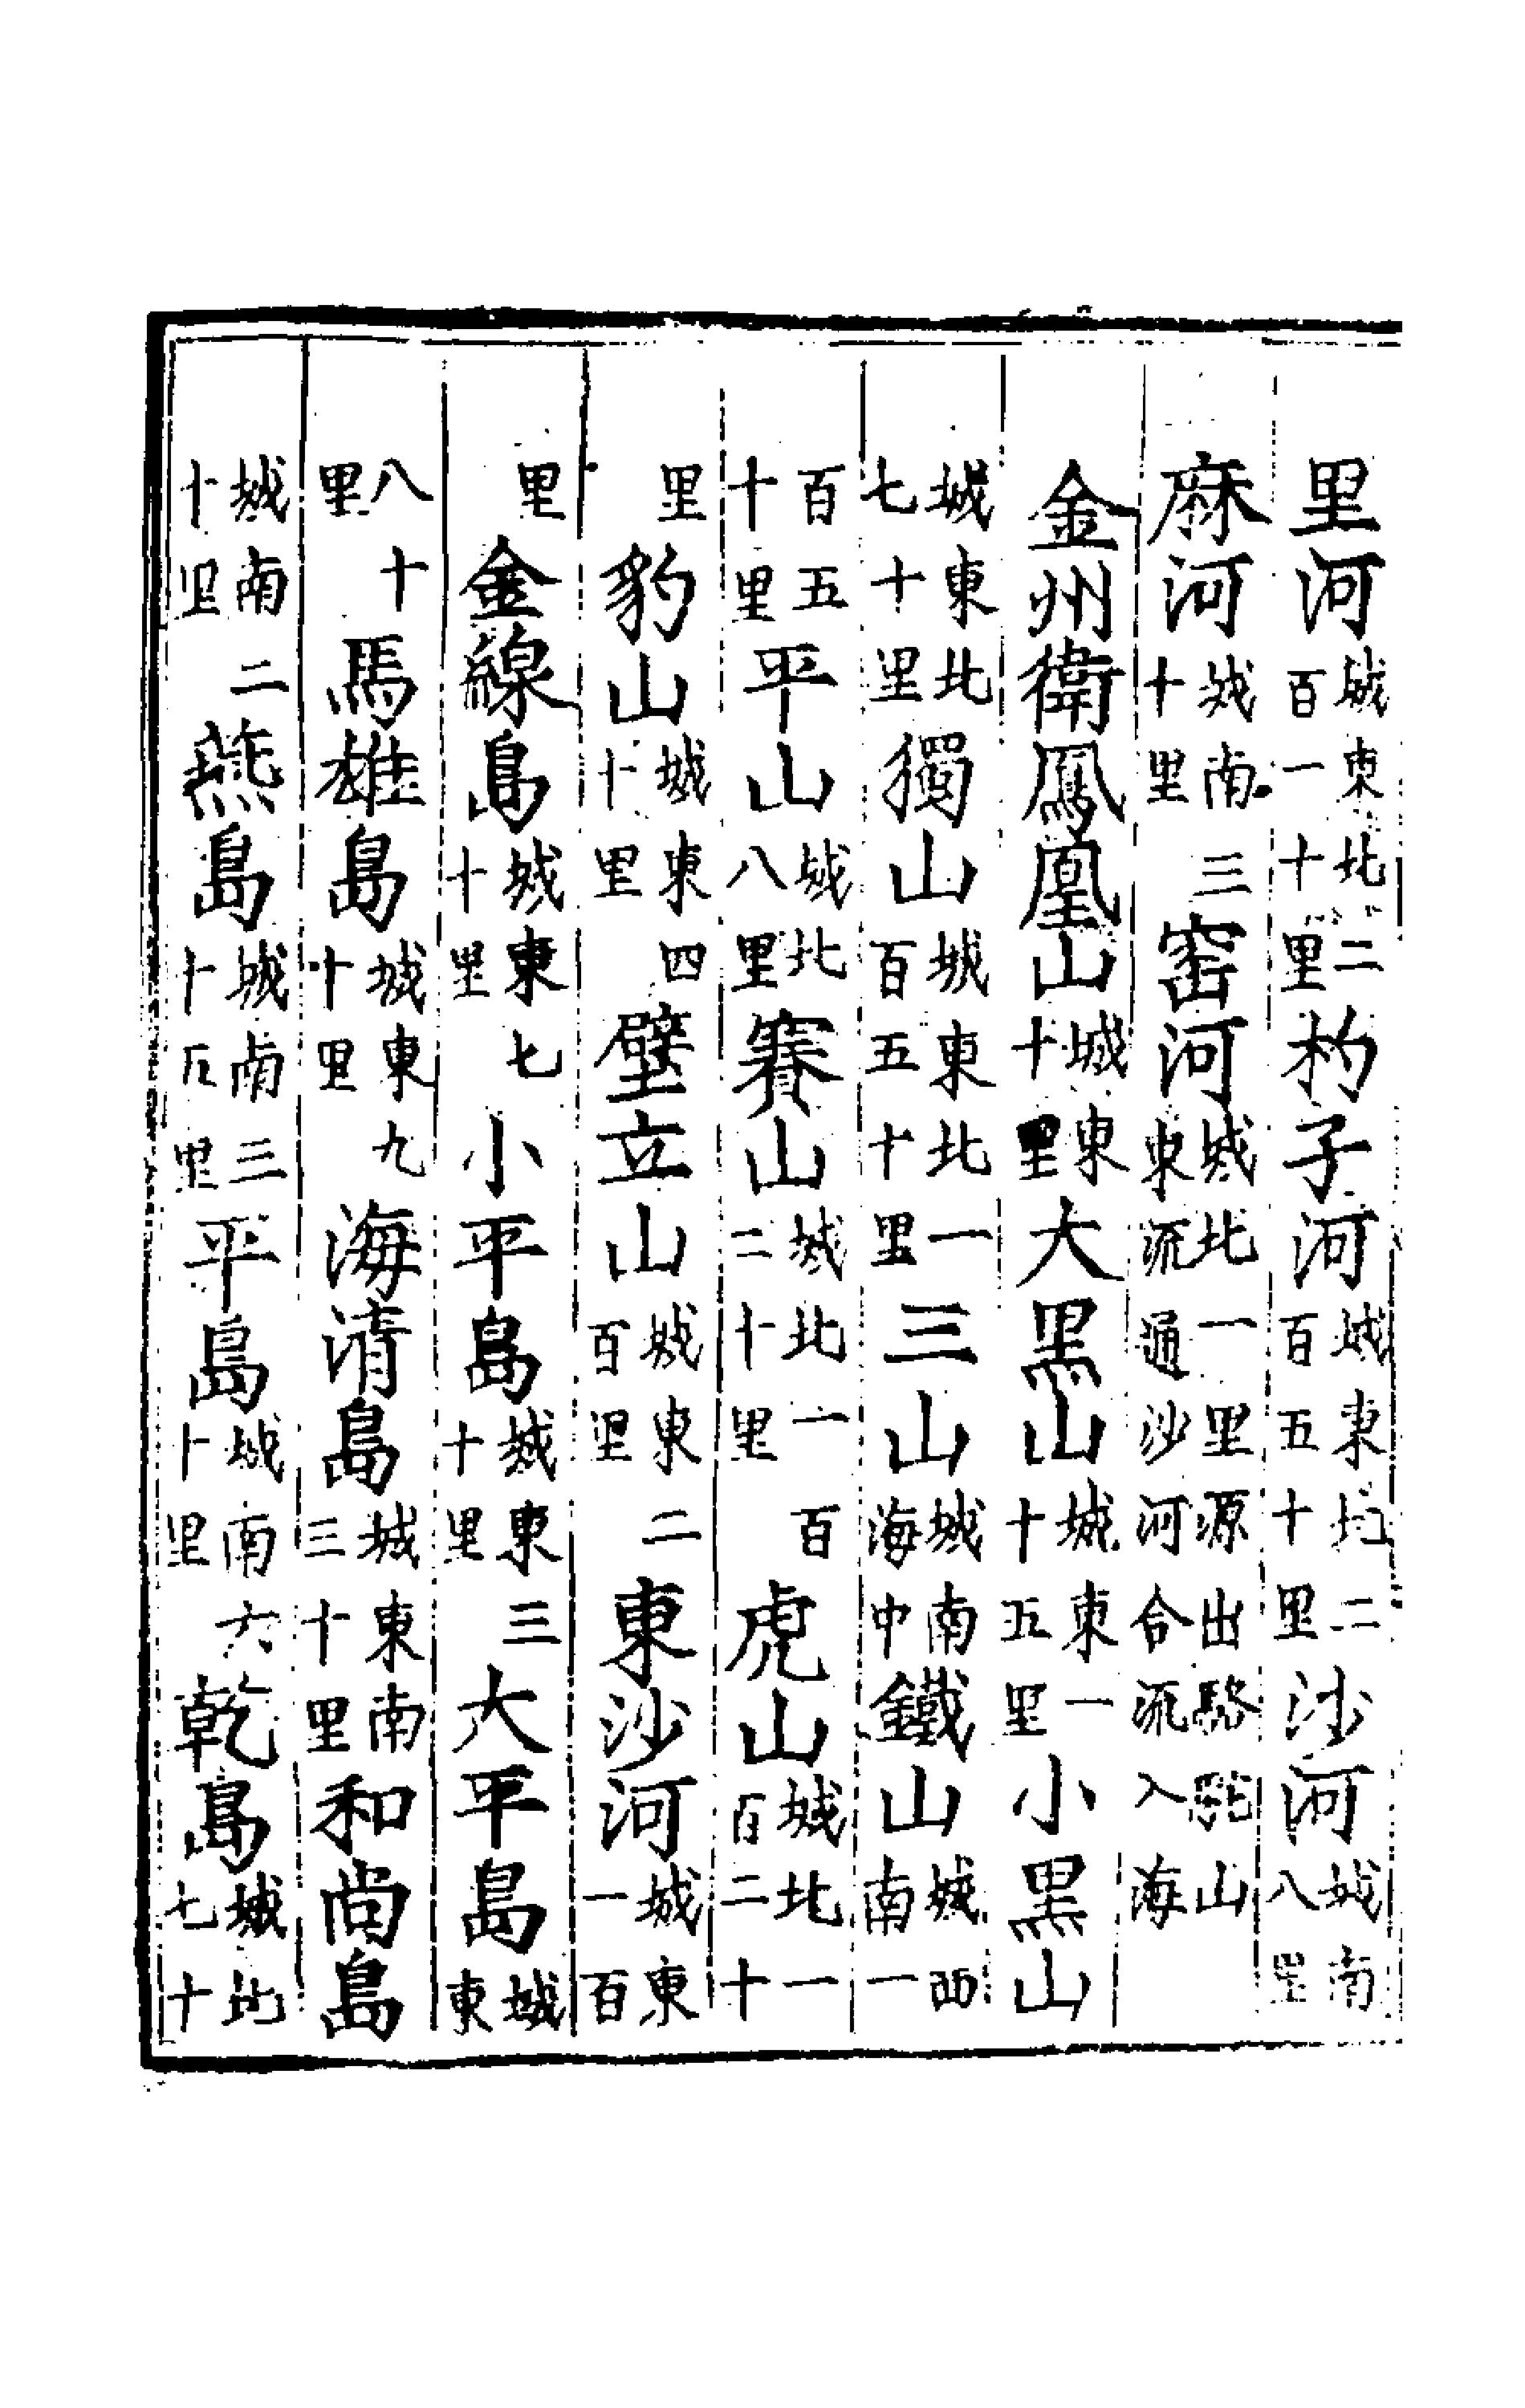 里河城東北二百一十里杓子河城東北二百五十里沙河城南八里
麻河城南三十里窑河城北一里源出駱駝山東流通沙河合流入海
金州衛鳳凰山城東十里大黑山城東一十五里小黑山
城東北七十里獨山城東北一百五十里三山城南海中鐵山城西南一
百五十里平山城北八里賽山城北一百二十里虎山城北一百二十
里豹山城東四十里壁立山城東二百里東沙河城東一百
里金線島城東七十里小平島城東三十里大平島城東
八十里馬雄島城東九十里海清島城東南三十里和尚島
城南二十里燕島城南三十五里平島城南六十里乾島城北七十